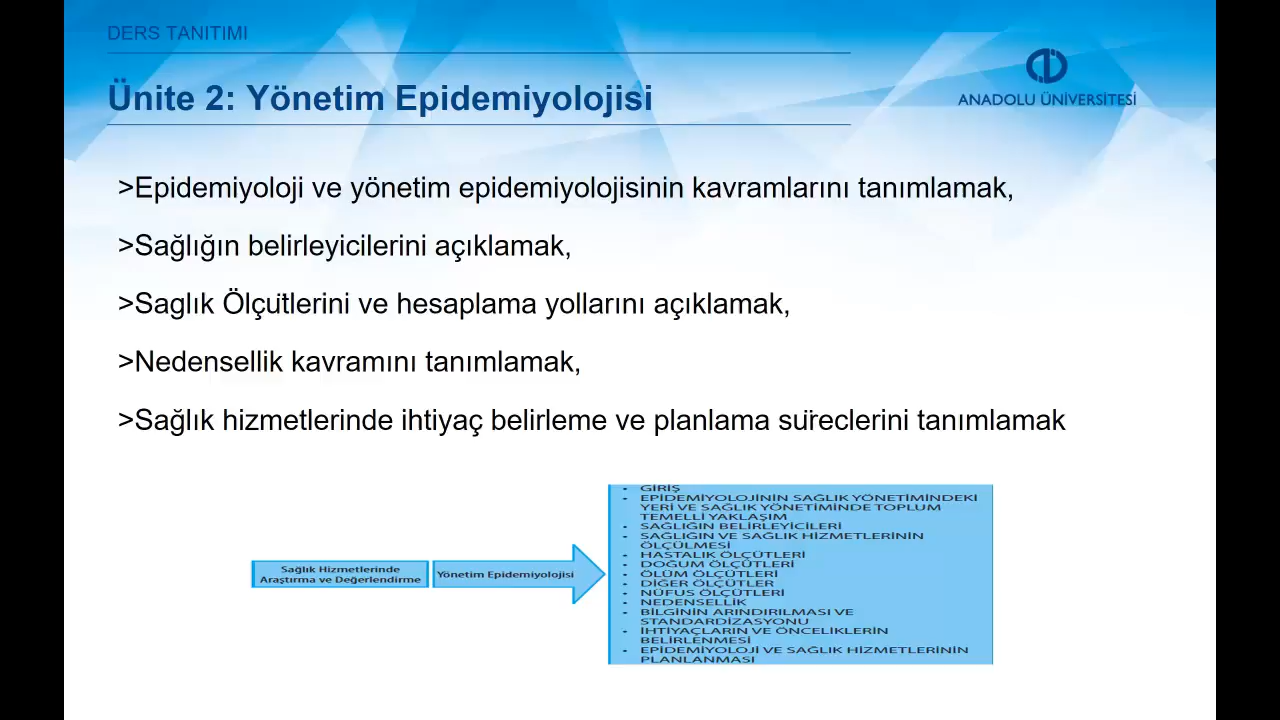 DERS TANITIMI
Ünite 2: Yönetim Epidemiyolojisi
ANADOLU ÜNİVERSİTESİ
>Epidemiyoloji ve yönetim epidemiyolojisinin kavramlarını tanımlamak,
>Sağlığın belirleyicilerini açıklamak,
>Saglık Ölçütlerini ve hesaplama yollarını açıklamak,
>Nedensellik kavramını tanımlamak,
>Sağlık hizmetlerinde ihtiyaç belirleme ve planlama süreclerini tanımlamak
Sağlık Hizmetlerinde
Araştırma ve Değerlendirme
Yönetim Epidemiyolojisi
• GİRİŞ
• EPİDEMİYOLOJİNİN SAĞLIK YÖNETİMİNDEKİ
YERİ VE SAĞLIK YÖNETİMİNDE TOPLUM
TEMELLİ YAKLAŞIM
• SAĞLIĞIN BELİRLEYİCİLERİ
• SAĞLIĞIN VE SAĞLIK HİZMETLERİNİN
ÖLÇÜLMESİ
• HASTALIK ÖLÇÜTLERİ
• DOĞUM ÖLÇÜTLERİ
• ÖLÜM ÖLÇÜTLERİ
• DİĞER ÖLÇÜTLER
• NÜFUS ÖLÇÜTLERİ
• NEDENSELLİK
• BİLGİNİN ARINDIRILMASI VE
STANDARDİZASYONU
• İHTİYAÇLARIN VE ÖNCELİKLERİN
BELİRLENMESİ
• EPİDEMİYOLOJİ VE SAĞLIK HİZMETLERİNİN
PLANLANMASI